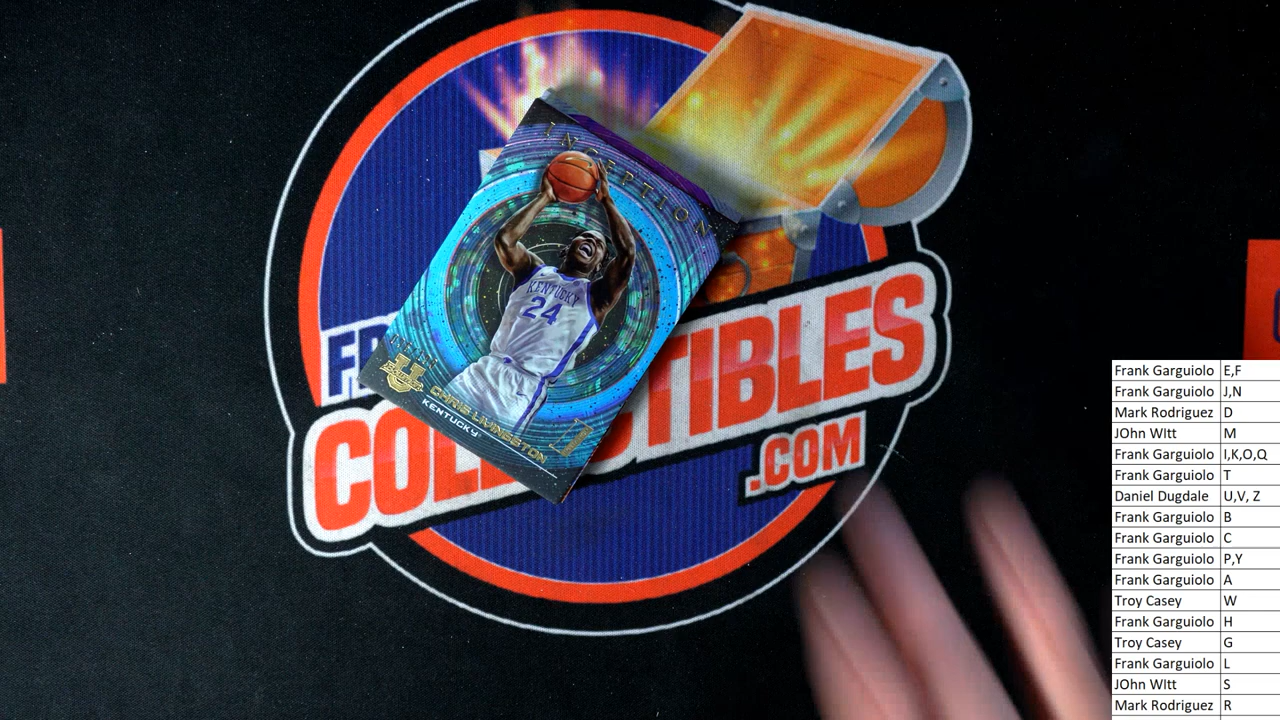 INCEPTION
KENTUCKY
24
BOWMAN
CHRIS LIVINGSTON
KENTUCKY
COLLECTIBLES
.COM
Frank Garguiolo E,F
Frank Garguiolo J,N
Mark Rodriguez D
JOhn WItt M
Frank Garguiolo I,K,O,Q
Frank Garguiolo T
Daniel Dugdale U,V, Z
Frank Garguiolo B
Frank Garguiolo C
Frank Garguiolo P,Y
Frank Garguiolo A
Troy Casey W
Frank Garguiolo H
Troy Casey G
Frank Garguiolo L
JOhn WItt S
Mark Rodriguez R